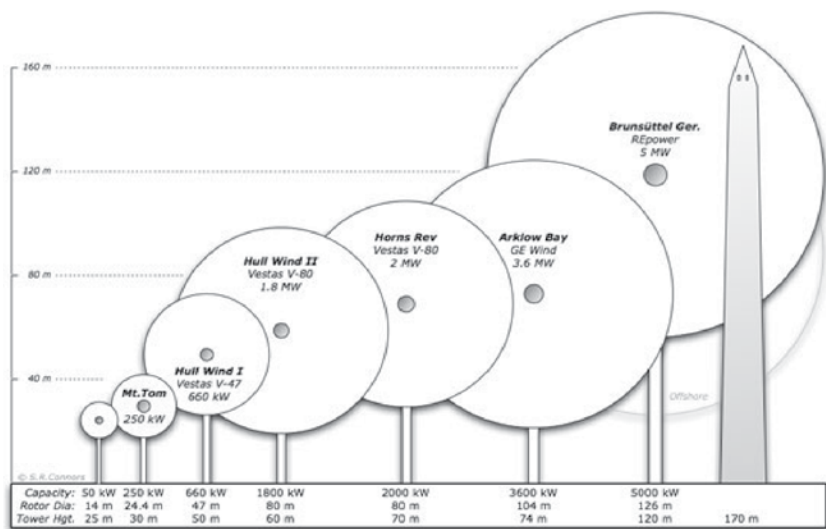 160 m
120 m
80 m
40 m
Brunsüttel Ger.
REpower
5 MW
Arklow Bay
GE Wind
3.6 MW
Horns Rev
Vestas V-80
2 MW
Hull Wind II
Vestas V-80
1.8 MW
Hull Wind I
Vestas V-47
660 kW
Mt.Tom
250 kW
Offshore
© S.R.Connors
Capacity: 50 kW 250 kW 660 kW 1800 kW 2000 kW 3600 kW 5000 kW
Rotor Dia: 14 m 24.4 m 47 m 80 m 80 m 104 m 126 m
Tower Hgt. 25 m 30 m 50 m 60 m 70 m 74 m 120 m 170 m